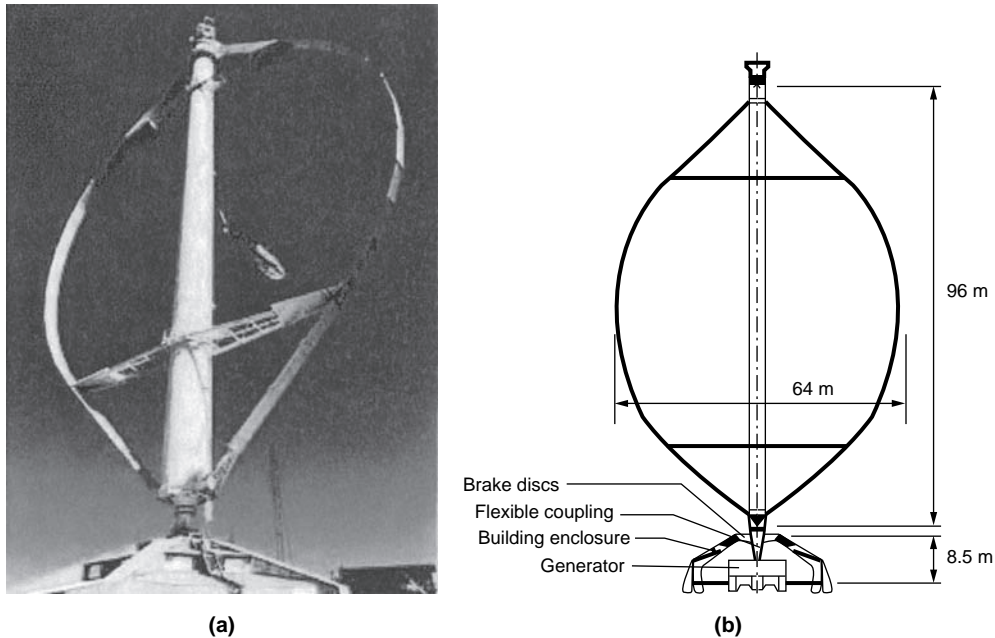 96 m
64 m
Brake discs
Flexible coupling
Building enclosure
Generator
8.5 m
(a)
(b)